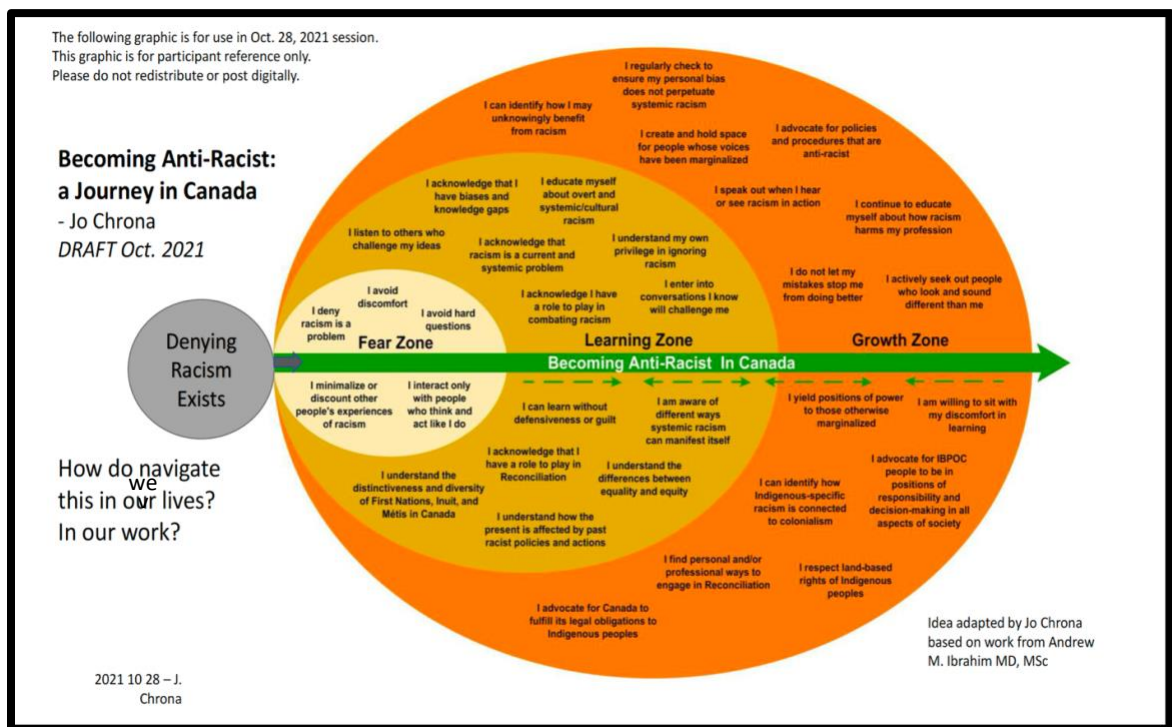 The following graphic is for use in Oct. 28, 2021 session.
This graphic is for participant reference only.
Please do not redistribute or post digitally.
Becoming Anti-Racist:
a Journey in Canada
- Jo Chrona
DRAFT Oct. 2021
Denying
Racism
Exists
How do navigate
we
this in our lives?
In our work?
2021 10 28 – J.
Chrona
I deny
racism is a
problem
I avoid
discomfort
I avoid hard
questions
Fear Zone
I minimalize or
discount other
people's experiences
of racism
I interact only
with people
who think and
act like I do
I acknowledge that I
have biases and
knowledge gaps
I educate myself
about overt and
systemic/cultural
racism
I listen to others who
challenge my ideas
I acknowledge that
racism is a current and
systemic problem
I understand my own
privilege in ignoring
racism
I acknowledge I have
a role to play in
combating racism
I enter into
conversations I know
will challenge me
Learning Zone
Becoming Anti-Racist In Canada
I can learn without
defensiveness or guilt
I am aware of
different ways
systemic racism
can manifest itself
I acknowledge that I
have a role to play in
Reconciliation
I understand the
differences between
equality and equity
I understand the
distinctiveness and diversity
of First Nations, Inuit, and
Métis in Canada
I understand how the
present is affected by past
racist policies and actions
I regularly check to
ensure my personal bias
does not perpetuate
systemic racism
I can identify how I may
unknowingly benefit
from racism
I create and hold space
for people whose voices
have been marginalized
I advocate for policies
and procedures that are
anti-racist
I speak out when I hear
or see racism in action
I continue to educate
myself about how racism
harms my profession
I do not let my
mistakes stop me
from doing better
I actively seek out people
who look and sound
different than me
Growth Zone
I yield positions of power
to those otherwise
marginalized
I am willing to sit with
my discomfort in
learning
I can identify how
Indigenous-specific
racism is connected
to colonialism
I advocate for IBPOC
people to be in
positions of
responsibility and
decision-making in all
aspects of society
I find personal and/or
professional ways to
engage in Reconciliation
I respect land-based
rights of Indigenous
peoples
I advocate for Canada to
fulfill its legal obligations to
Indigenous peoples
Idea adapted by Jo Chrona
based on work from Andrew
M. Ibrahim MD, MSc